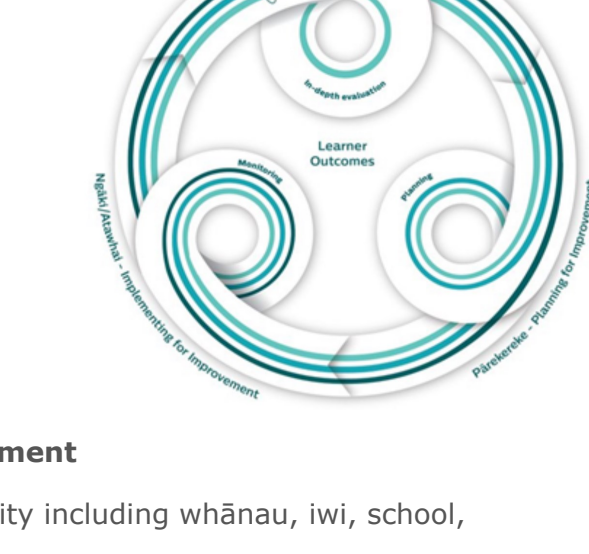 In-depth evaluation
Learner
Outcomes
Monitoring
Planning
Ngāki/Atawhai - Implementing for Improvement
Pārekereke - Planning for Improvement
ment
ity including whānau, iwi, school,